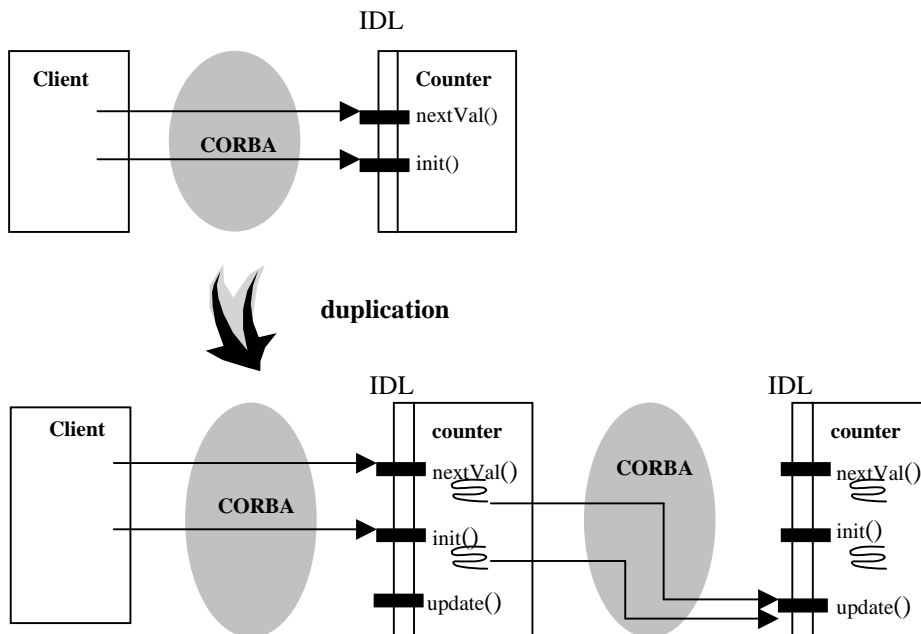 IDL
Client
Counter
nextVal()
CORBA
init()
duplication
IDL
IDL
Client
counter
counter
nextVal()
CORBA
nextVal()
CORBA
init()
init()
update()
update()